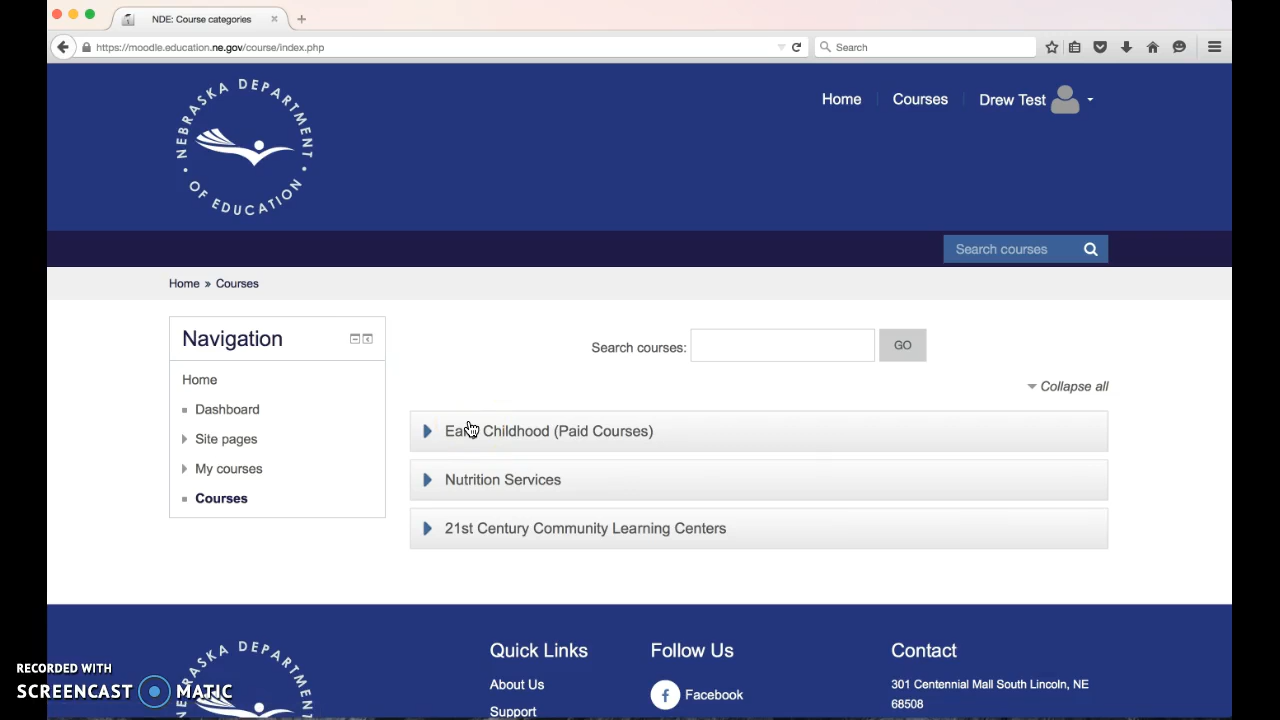 NDE: Course categories
https://moodle.education.ne.gov/course/index.php
Search
NEBRASKA DEPARTMENT OF EDUCATION
Home
Courses
Drew Test
Search courses
Home » Courses
Navigation
Home
Dashboard
Site pages
My courses
Courses
Search courses:
GO
Collapse all
Early Childhood (Paid Courses)
Nutrition Services
21st Century Community Learning Centers
NEBRASKA DEPARTMENT
Quick Links
About Us
Support
Follow Us
Facebook
Contact
301 Centennial Mall South Lincoln, NE
68508
RECORDED WITH
SCREENCAST MATIC